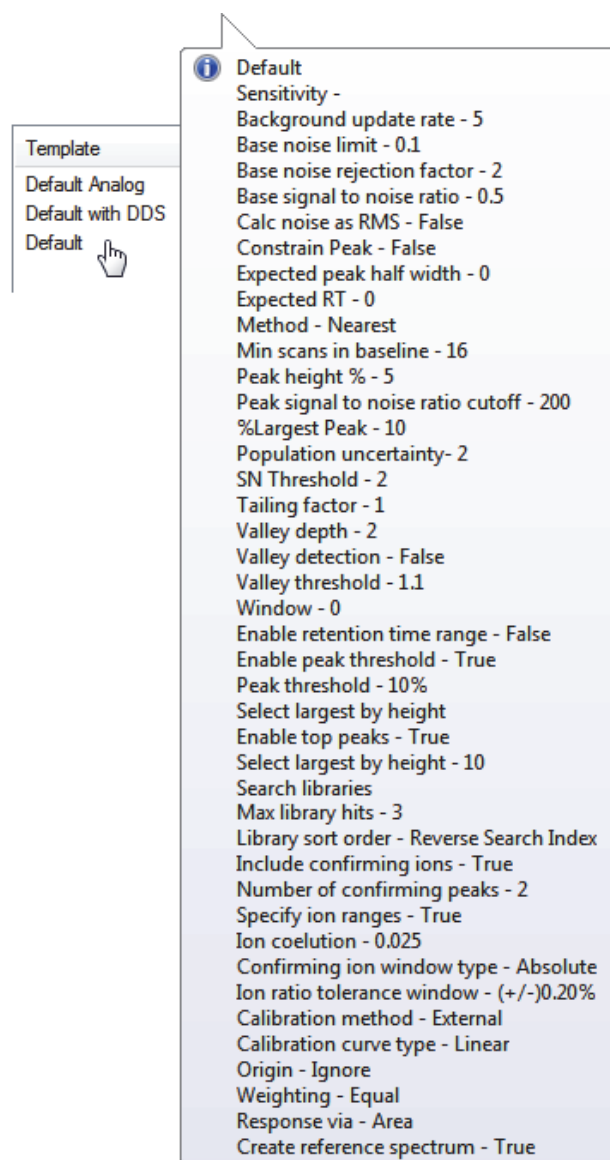 Template
Default Analog
Default with DDS
Default
Default
Sensitivity -
Background update rate - 5
Base noise limit - 0.1
Base noise rejection factor - 2
Base signal to noise ratio - 0.5
Calc noise as RMS - False
Constrain Peak - False
Expected peak half width - 0
Expected RT - 0
Method - Nearest
Min scans in baseline - 16
Peak height % - 5
Peak signal to noise ratio cutoff - 200
%Largest Peak - 10
Population uncertainty- 2
SN Threshold - 2
Tailing factor - 1
Valley depth - 2
Valley detection - False
Valley threshold - 1.1
Window - 0
Enable retention time range - False
Enable peak threshold - True
Peak threshold - 10%
Select largest by height
Enable top peaks - True
Select largest by height - 10
Search libraries
Max library hits - 3
Library sort order - Reverse Search Index
Include confirming ions - True
Number of confirming peaks - 2
Specify ion ranges - True
Ion coelution - 0.025
Confirming ion window type - Absolute
Ion ratio tolerance window - (+/-)0.20%
Calibration method - External
Calibration curve type - Linear
Origin - Ignore
Weighting - Equal
Response via - Area
Create reference spectrum - True